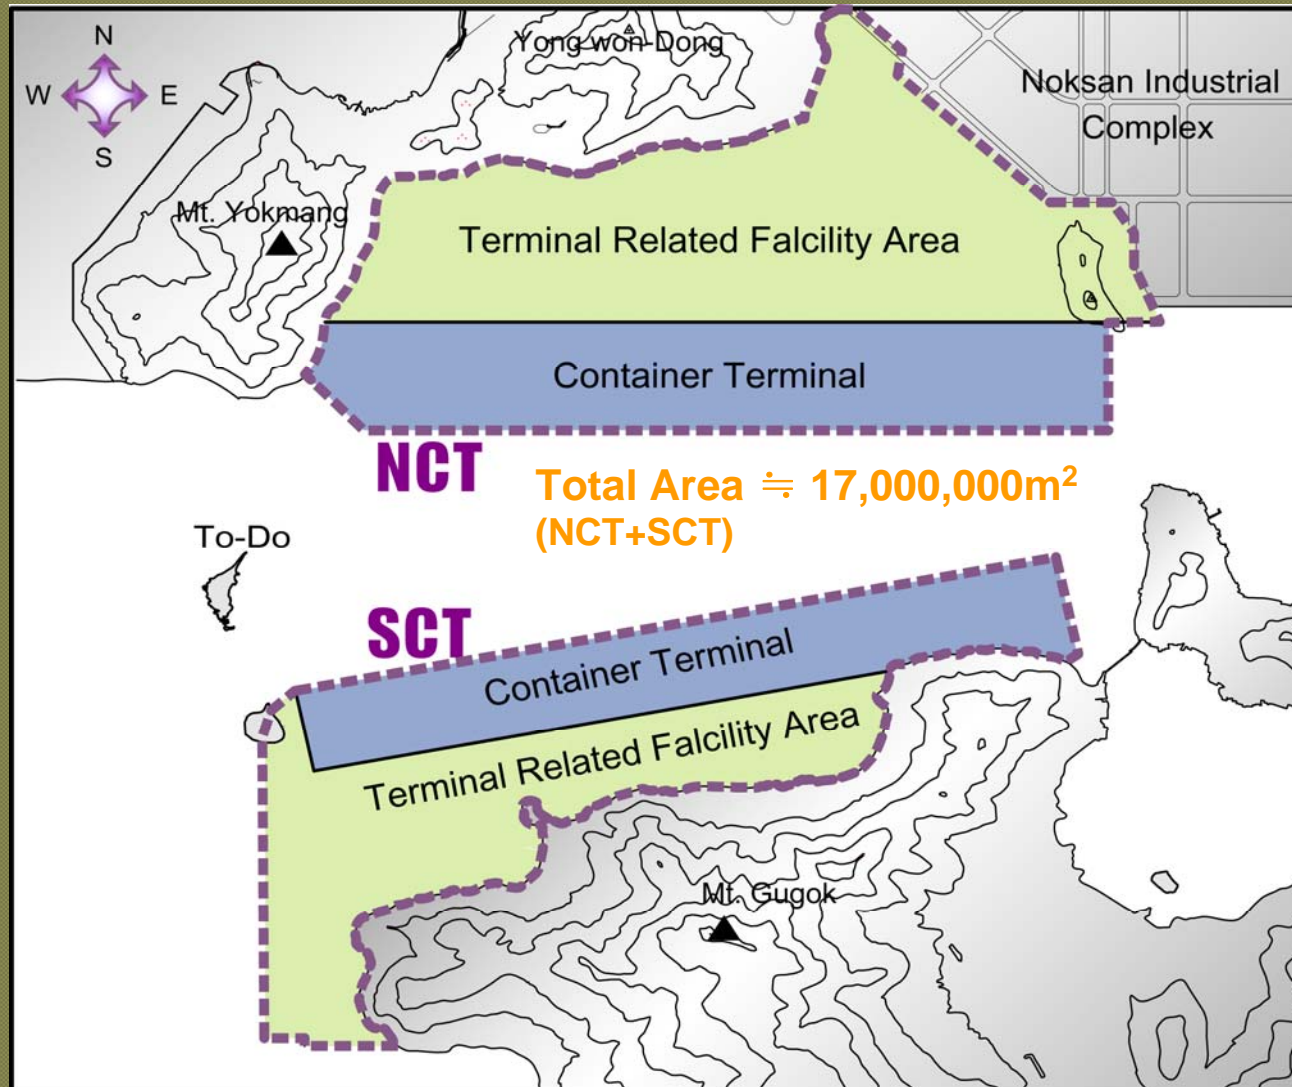 N
W
E
S
Yong won-Dong
Noksan Industrial
Complex
Mt. Yokmang
Terminal Related Falcility Area
Container Terminal
NCT
Total Area ≒ 17,000,000m²
(NCT+SCT)
To-Do
SCT
Container Terminal
Terminal Related Falcility Area
Mt. Gugok